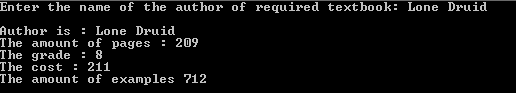 Enter the name of the author of required textbook: Lone Druid
Author is : Lone Druid
The amount of pages : 209
The grade : 8
The cost : 211
The amount of examples 712